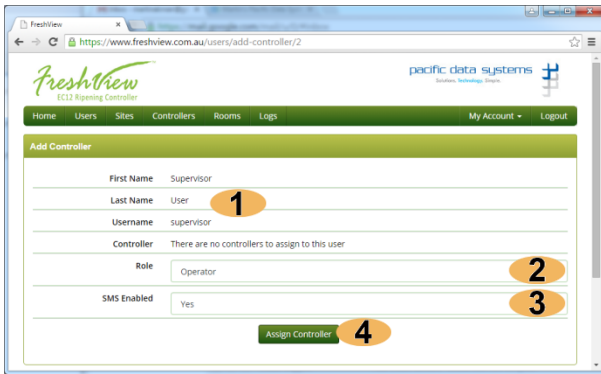 FreshView
https://www.freshview.com.au/users/add-controller/2
FreshView
EC12 Ripening Controller
pacific data systems
Solutions. technology. Simple.
Home Users Sites Controllers Rooms Logs My Account Logout
Add Controller
First Name Supervisor
Last Name User
1
Username supervisor
Controller There are no controllers to assign to this user
Role Operator 2
SMS Enabled Yes 3
Assign Controller 4